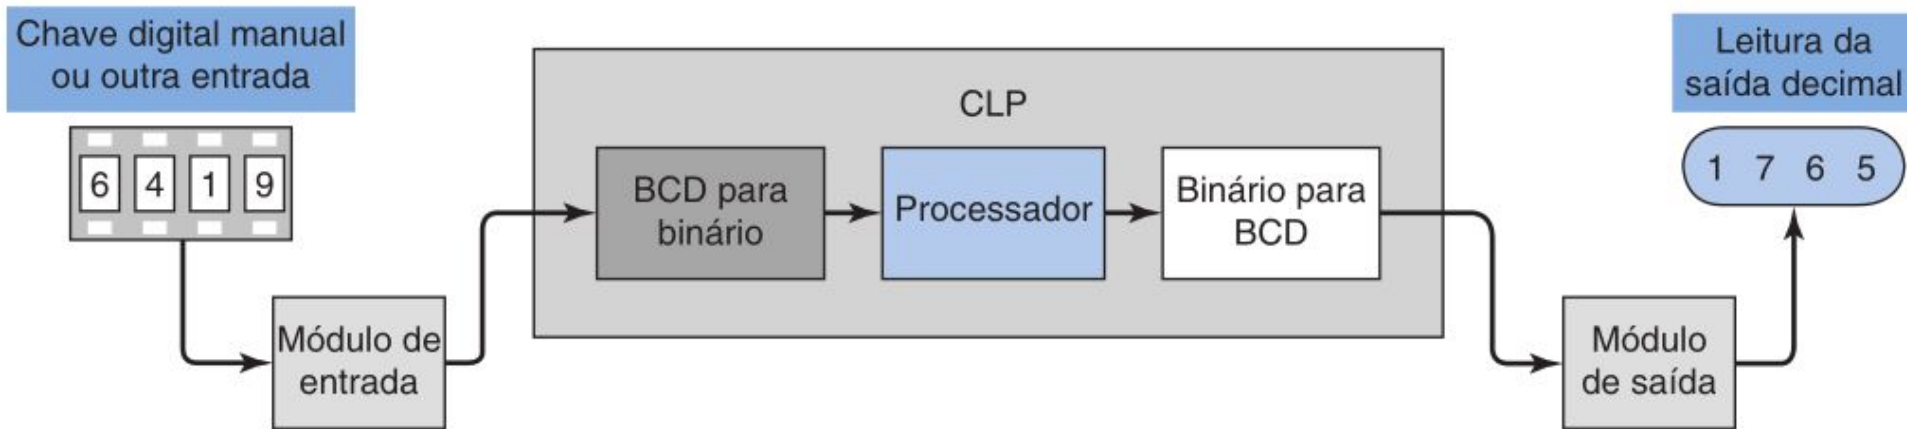 Chave digital manual
ou outra entrada
6 4 1 9
Módulo de
entrada
CLP
BCD para
binário
Processador
Binário para
BCD
Módulo
de saída
Leitura da
saída decimal
1 7 6 5